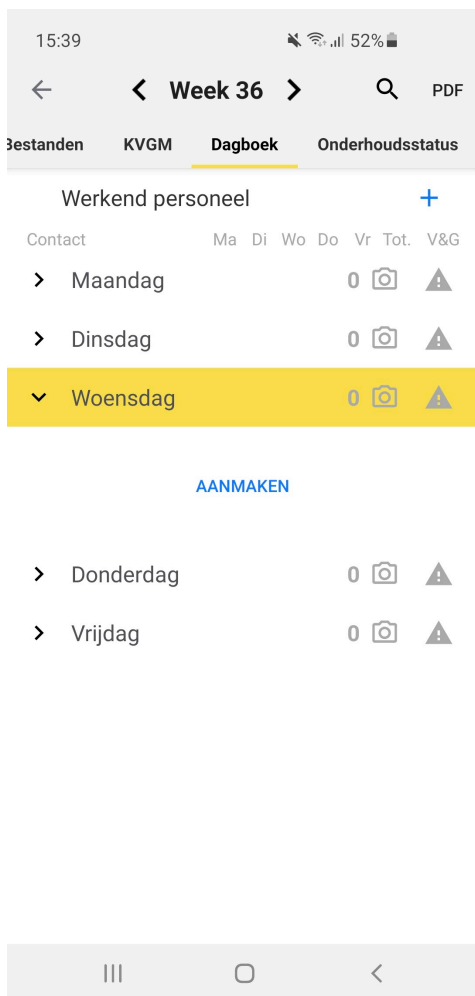 15:39 52%
Week 36 PDF
Bestanden KVGM Dagboek Onderhoudsstatus
Werkend personeel +
Contact Ma Di Wo Do Vr Tot. V&G
Maandag 0
Dinsdag 0
Woensdag 0
AANMAKEN
Donderdag 0
Vrijdag 0